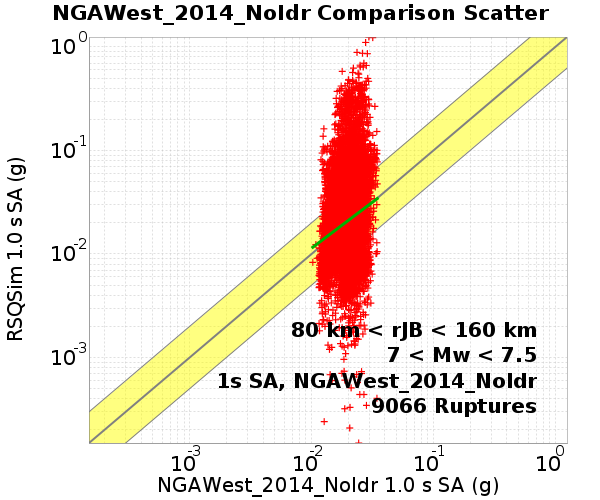 NGAWest_2014_NoIdr Comparison Scatter
RSQSim 1.0 s SA (g)
10^0
10^-1
10^-2
10^-3
80 km < rJB < 160 km
7 < Mw < 7.5
1s SA, NGAWest_2014_NoIdr
9066 Ruptures
10^-3 10^-2 10^-1 10^0
NGAWest_2014_NoIdr 1.0 s SA (g)